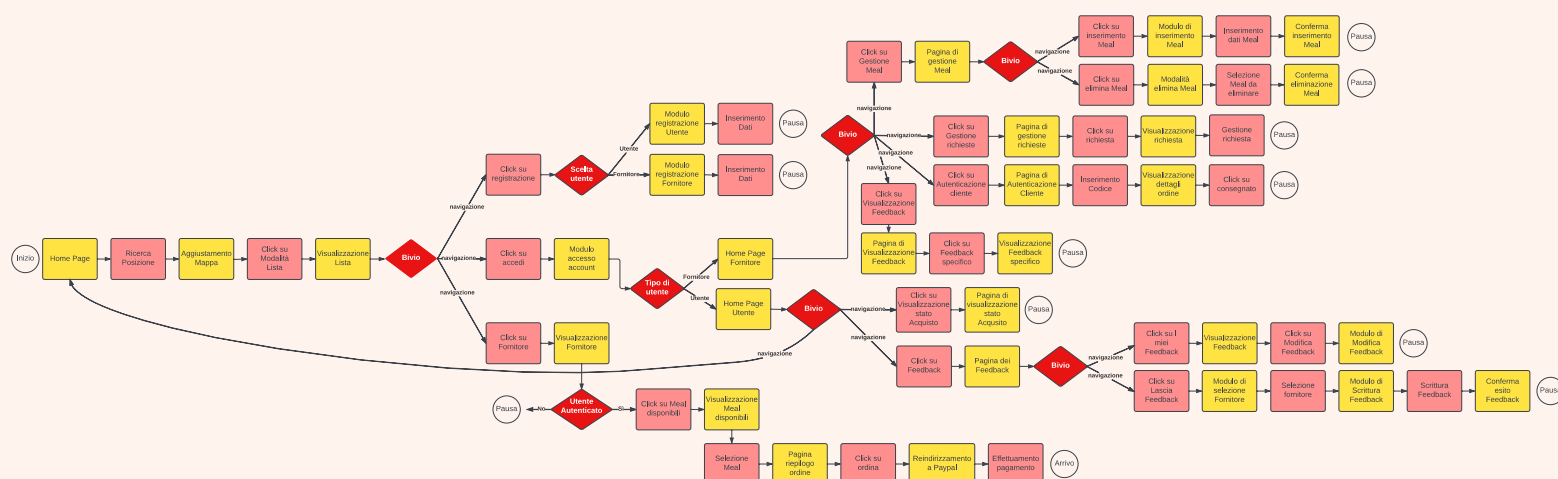 Inizio
Home Page
Ricerca
Posizione
Aggiustamento
Mappa
Click su
Modalità
Lista
Visualizzazione
Lista
Bivio
navigazione
navigazione
navigazione
Click su
registrazione
Scelta
utente
Utente
Fornitore
Modulo
registrazione
Utente
Inserimento
Dati
Pausa
Modulo
registrazione
Fornitore
Inserimento
Dati
Pausa
Click su
accedi
Modulo
accesso
account
Tipo di
utente
Fornitore
Utente
Home Page
Fornitore
Bivio
navigazione
navigazione
navigazione
navigazione
Click su
Gestione
Meal
Pagina di
gestione
Meal
Bivio
navigazione
navigazione
Click su
inserimento
Meal
Modulo di
inserimento
Meal
Inserimento
dati Meal
Conferma
inserimento
Meal
Pausa
Click su
elimina Meal
Modalità
elimina Meal
Selezione
Meal da
eliminare
Conferma
eliminazione
Meal
Pausa
Click su
Gestione
richieste
Pagina di
gestione
richieste
Click su
richiesta
Visualizzazione
richiesta
Gestione
richiesta
Pausa
Click su
Autenticazione
cliente
Pagina di
Autenticazione
Cliente
Inserimento
Codice
Visualizzazione
dettagli
ordine
Click su
consegnato
Pausa
Click su
Visualizzazione
Feedback
Pagina di
Visualizzazione
Feedback
Click su
Feedback
specifico
Visualizzazione
Feedback
specifico
Pausa
Home Page
Utente
Bivio
navigazione
navigazione
navigazione
Click su
Visualizzazione
stato
Acquisto
Pagina di
visualizzazione
stato
Acqusito
Pausa
Click su
Feedback
Pagina dei
Feedback
Bivio
navigazione
navigazione
Click su I
miei
Feedback
Visualizzazione
Feedback
Click su
Modifica
Feedback
Modulo di
Modifica
Feedback
Pausa
Click su
Lascia
Feedback
Modulo di
selezione
Fornitore
Selezione
fornitore
Modulo di
Scrittura
Feedback
Scrittura
Feedback
Conferma
esito
Feedback
Click su
Fornitore
Visualizzazione
Fornitore
Utente
Autenticato
No
Pausa
Sì
Click su Meal
disponibili
Visualizzazione
Meal
disponibili
Selezione
Meal
Pagina
riepilogo
ordine
Click su
ordina
Reindirizzamento
a Paypal
Effettuamento
pagamento
Arrivo